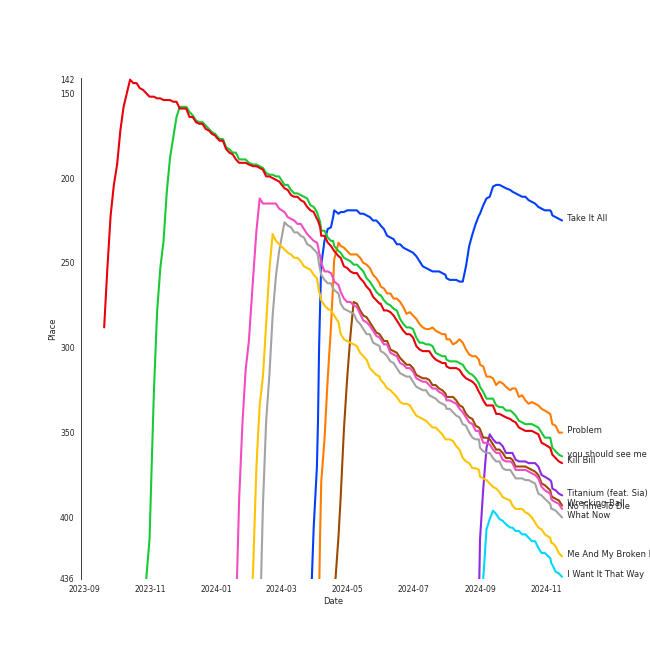 142
150
200
250
300
350
400
436
Place
2023-09
2023-11
2024-01
2024-03
2024-05
2024-07
2024-09
2024-11
Date
Take It All
Problem
you should see me
Kill Bill
Titanium (feat. Sia)
Wrecking Ball
No Time To Die
What Now
Me And My Broken
I Want It That Way